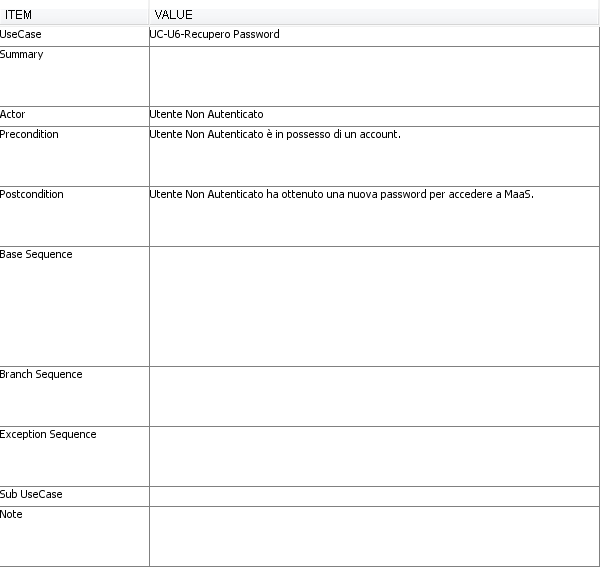 ITEM VALUE
UseCase UC-U6-Recupero Password
Summary
Actor Utente Non Autenticato
Precondition Utente Non Autenticato è in possesso di un account.
Postcondition Utente Non Autenticato ha ottenuto una nuova password per accedere a MaaS.
Base Sequence
Branch Sequence
Exception Sequence
Sub UseCase
Note